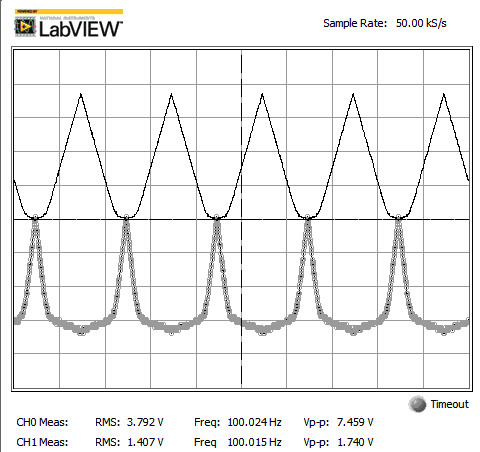 POWERED BY
NATIONAL INSTRUMENTS
LabVIEW™
Sample Rate: 50.00 kS/s
Timeout
CH0 Meas: RMS: 3.792 V Freq: 100.024 Hz Vp-p: 7.459 V
CH1 Meas: RMS: 1.407 V Freq 100.015 Hz Vp-p: 1.740 V